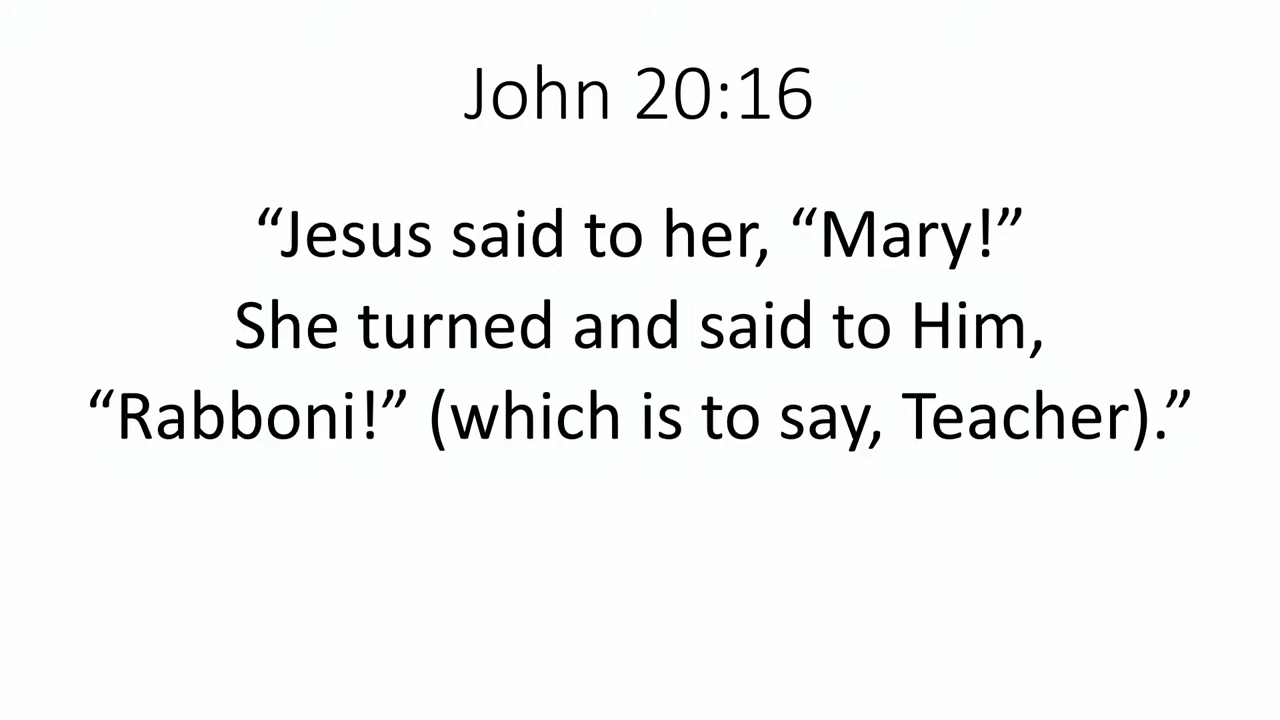 John 20:16
“Jesus said to her, “Mary!”
She turned and said to Him,
“Rabboni!” (which is to say, Teacher).”